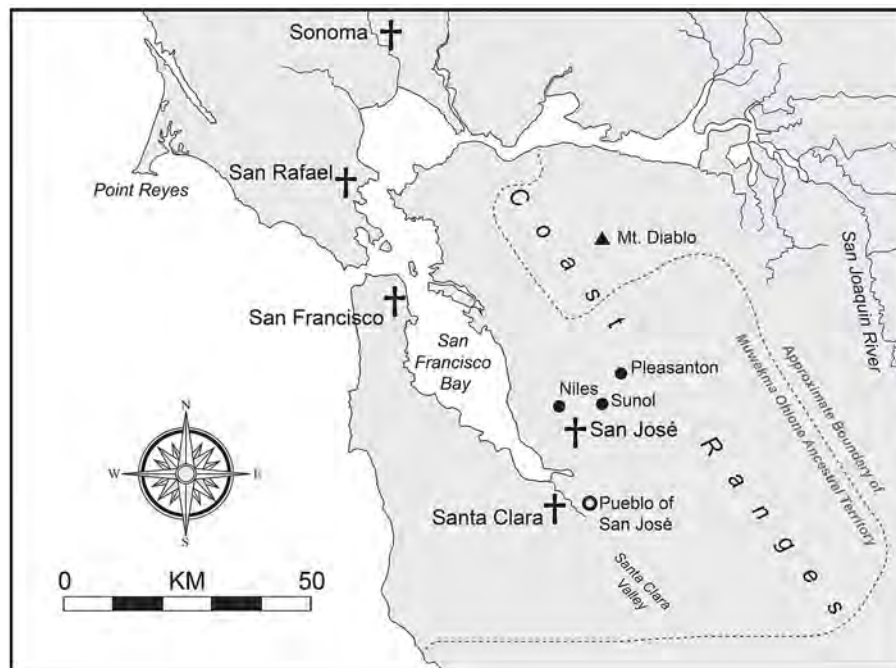 Sonoma
San Rafael
Point Reyes
Coast
Mt. Diablo
San Joaquin River
San Francisco
San
Francisco
Bay
Pleasanton
Niles
Sunol
San José
Approximate Boundary of
Muwekma Ohlone Ancestral Territory
Ranges
N
W
E
S
Santa Clara
Pueblo of
San José
Santa Clara
Valley
0 KM 50